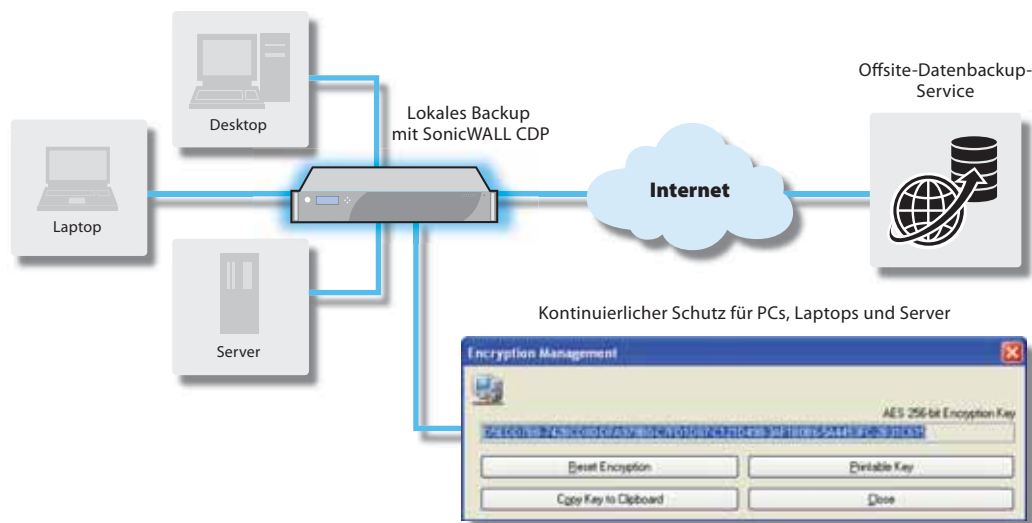 Desktop
Lokales Backup
mit SonicWALL CDP
Offsite-Datenbackup-
Service
Laptop
Internet
Server
Kontinuierlicher Schutz für PCs, Laptops und Server
Encryption Management
AES 256-bit Encryption Key
Reset Encryption
Printable Key
Copy Key to Clipboard
Close